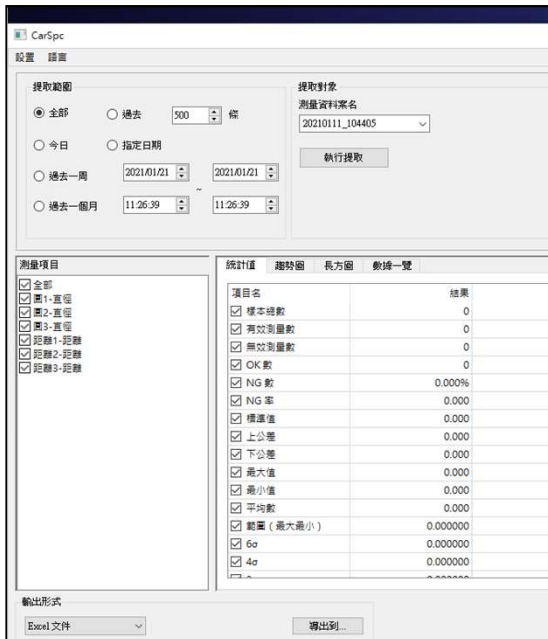 CarSpc
設置 語言
提取範圍
全部 過去 500 條
今日 指定日期
過去一周 2021/01/21 2021/01/21
~
過去一個月 11:26:39 11:26:39
提取對象
測量資料案名
20210111_104405
執行提取
測量項目
全部
圓1-直徑
圓2-直徑
圓3-直徑
距離1-距離
距離2-距離
距離3-距離
統計值 趨勢圖 長方圖 數據一覽
項目名 結果
樣本總數 0
有效測量數 0
無效測量數 0
OK 數 0
NG 數 0.000%
NG 率 0.000
標準值 0.000
上公差 0.000
下公差 0.000
最大值 0.000
最小值 0.000
平均數 0.000
範圍（最大最小） 0.000000
6σ 0.000000
4σ 0.000000
輸出形式
Excel 文件
導出到...